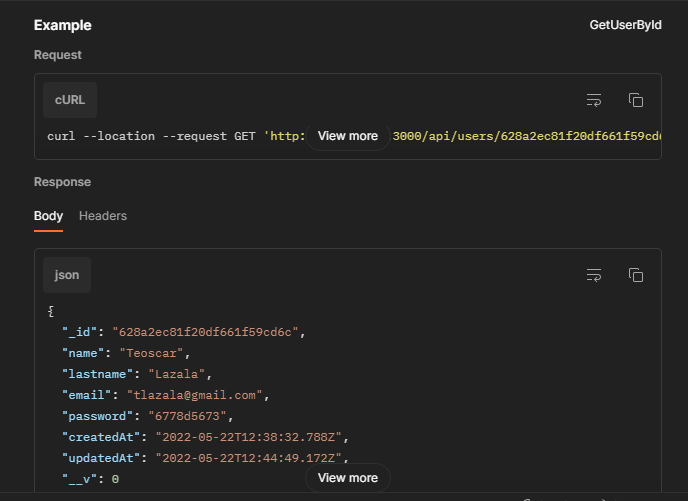 Example
GetUserById
Request
cURL
curl --location --request GET 'http: View more 3000/api/users/628a2ec81f20df661f59cd6
Response
Body Headers
json
{
"_id": "628a2ec81f20df661f59cd6c",
"name": "Teoscar",
"lastname": "Lazala",
"email": "tlazala@gmail.com",
"password": "6778d5673",
"createdAt": "2022-05-22T12:38:32.788Z",
"updatedAt": "2022-05-22T12:44:49.172Z",
"__v": 0
View more